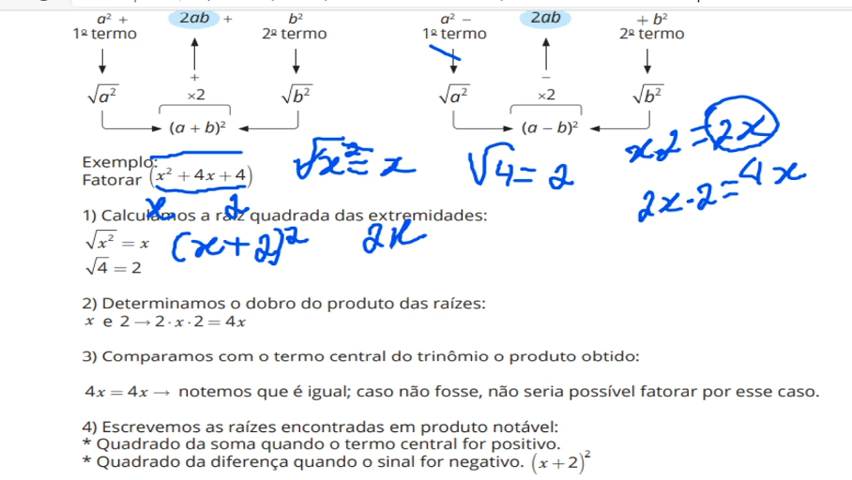 a² + 2ab + b² a² − 2ab + b²
1º termo 2º termo 1º termo 2º termo
+ −
√a² ×2 √b² √a² ×2 √b²
(a + b)² (a − b)²
x2 = 2x
Exemplo:
√x² = x √4 = 2
Fatorar (x² + 4x + 4)
2x · 2 = 4x
x 2
1) Calculamos a raiz quadrada das extremidades:
√x² = x (x + 2)² 2x
√4 = 2
2) Determinamos o dobro do produto das raízes:
x e 2 → 2 · x · 2 = 4x
3) Comparamos com o termo central do trinômio o produto obtido:
4x = 4x → notemos que é igual; caso não fosse, não seria possível fatorar por esse caso.
4) Escrevemos as raízes encontradas em produto notável:
* Quadrado da soma quando o termo central for positivo.
* Quadrado da diferença quando o sinal for negativo. (x + 2)²